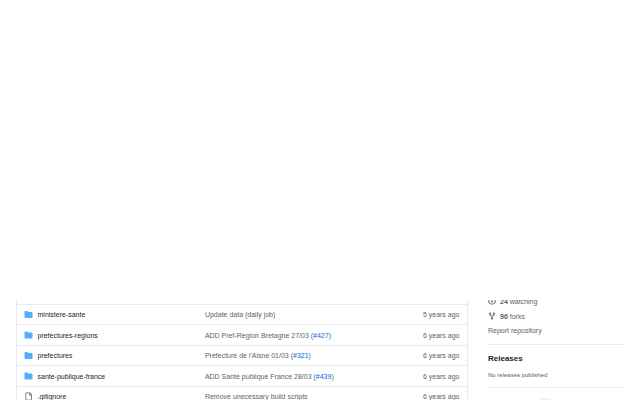 24 watching
ministere-sante Update data (daily job) 5 years ago
90 forks
prefectures-regions ADD Pref-Region Bretagne 27/03 (#427) 6 years ago
Report repository
prefectures Prefecture de l'Aisne 01/03 (#321) 6 years ago
Releases
sante-publique-france ADD Santé publique France 28/03 (#439) 6 years ago
No releases published
.gitignore Remove unnecessary build scripts 6 years ago